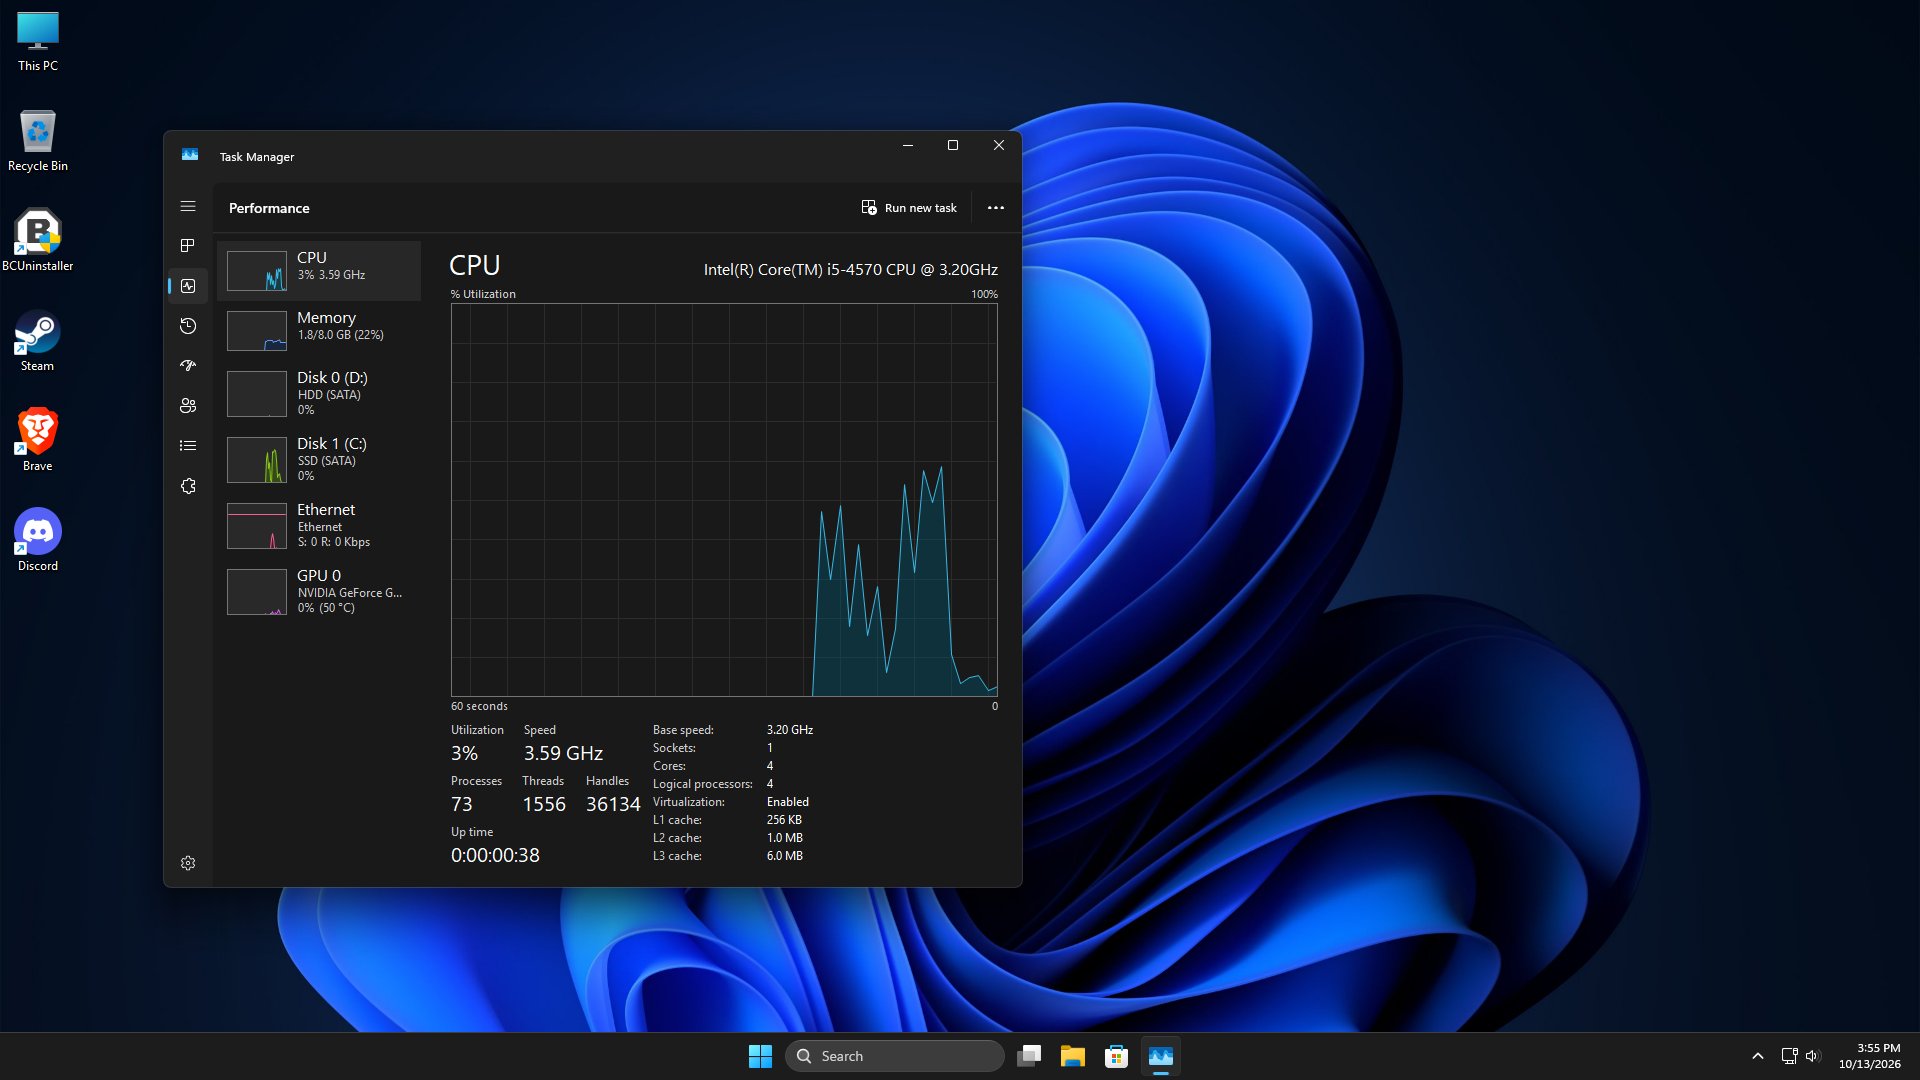 This PC
Recycle Bin
BCUninstaller
Steam
Brave
Discord
Task Manager
Performance
Run new task
CPU
3% 3.59 GHz
Memory
1.8/8.0 GB (22%)
Disk 0 (D:)
HDD (SATA)
0%
Disk 1 (C:)
SSD (SATA)
0%
Ethernet
Ethernet
S: 0 R: 0 Kbps
GPU 0
NVIDIA GeForce G...
0% (50 °C)
CPU
Intel(R) Core(TM) i5-4570 CPU @ 3.20GHz
% Utilization 100%
60 seconds 0
Utilization Speed
3% 3.59 GHz
Processes Threads Handles
73 1556 36134
Up time
0:00:00:38
Base speed: 3.20 GHz
Sockets: 1
Cores: 4
Logical processors: 4
Virtualization: Enabled
L1 cache: 256 KB
L2 cache: 1.0 MB
L3 cache: 6.0 MB
Search
3:55 PM
10/13/2026